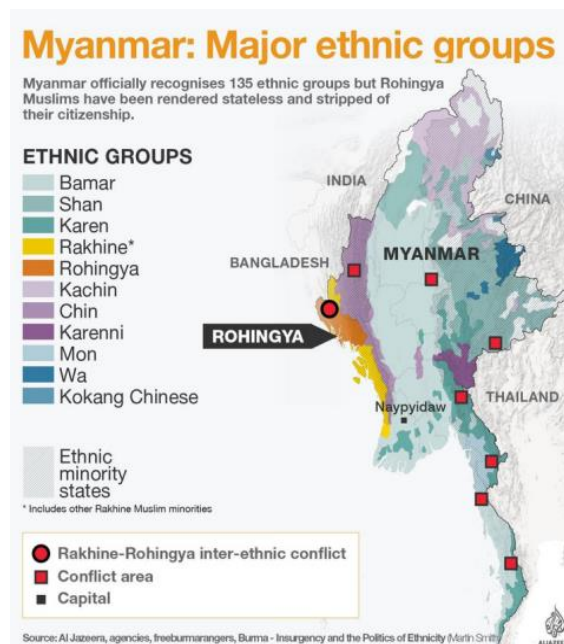 Myanmar: Major ethnic groups
Myanmar officially recognises 135 ethnic groups but Rohingya
Muslims have been rendered stateless and stripped of
their citizenship.
ETHNIC GROUPS
Bamar
Shan
Karen
Rakhine*
Rohingya
Kachin
Chin
Karenni
Mon
Wa
Kokang Chinese
Ethnic
minority
states
* Includes other Rakhine Muslim minorities
INDIA
CHINA
BANGLADESH
MYANMAR
ROHINGYA
THAILAND
Naypyidaw
Rakhine-Rohingya inter-ethnic conflict
Conflict area
Capital
Source: Al Jazeera, agencies, freeburmarangers, Burma - Insurgency and the Politics of Ethnicity (Martin Smith)